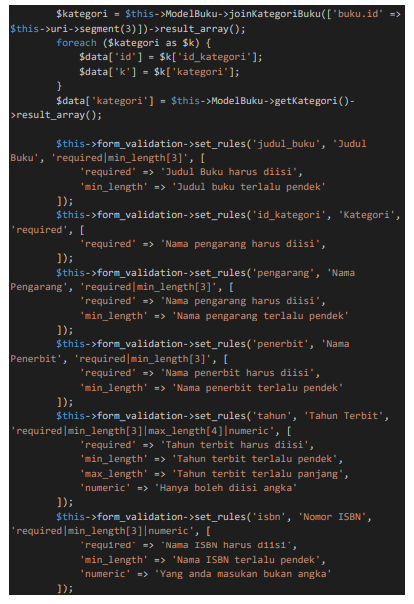 $kategori = $this->ModelBuku->joinKategoriBuku(['buku.id' =>
$this->uri->segment(3)])->result_array();
foreach ($kategori as $k) {
$data['id'] = $k['id_kategori'];
$data['k'] = $k['kategori'];
}
$data['kategori'] = $this->ModelBuku->getKategori()-
>result_array();
$this->form_validation->set_rules('judul_buku', 'Judul
Buku', 'required|min_length[3]', [
'required' => 'Judul Buku harus diisi',
'min_length' => 'Judul buku terlalu pendek'
]);
$this->form_validation->set_rules('id_kategori', 'Kategori',
'required', [
'required' => 'Nama pengarang harus diisi',
]);
$this->form_validation->set_rules('pengarang', 'Nama
Pengarang', 'required|min_length[3]', [
'required' => 'Nama pengarang harus diisi',
'min_length' => 'Nama pengarang terlalu pendek'
]);
$this->form_validation->set_rules('penerbit', 'Nama
Penerbit', 'required|min_length[3]', [
'required' => 'Nama penerbit harus diisi',
'min_length' => 'Nama penerbit terlalu pendek'
]);
$this->form_validation->set_rules('tahun', 'Tahun Terbit',
'required|min_length[3]|max_length[4]|numeric', [
'required' => 'Tahun terbit harus diisi',
'min_length' => 'Tahun terbit terlalu pendek',
'max_length' => 'Tahun terbit terlalu panjang',
'numeric' => 'Hanya boleh diisi angka'
]);
$this->form_validation->set_rules('isbn', 'Nomor ISBN',
'required|min_length[3]|numeric', [
'required' => 'Nama ISBN harus diisi',
'min_length' => 'Nama ISBN terlalu pendek',
'numeric' => 'Yang anda masukan bukan angka'
]);